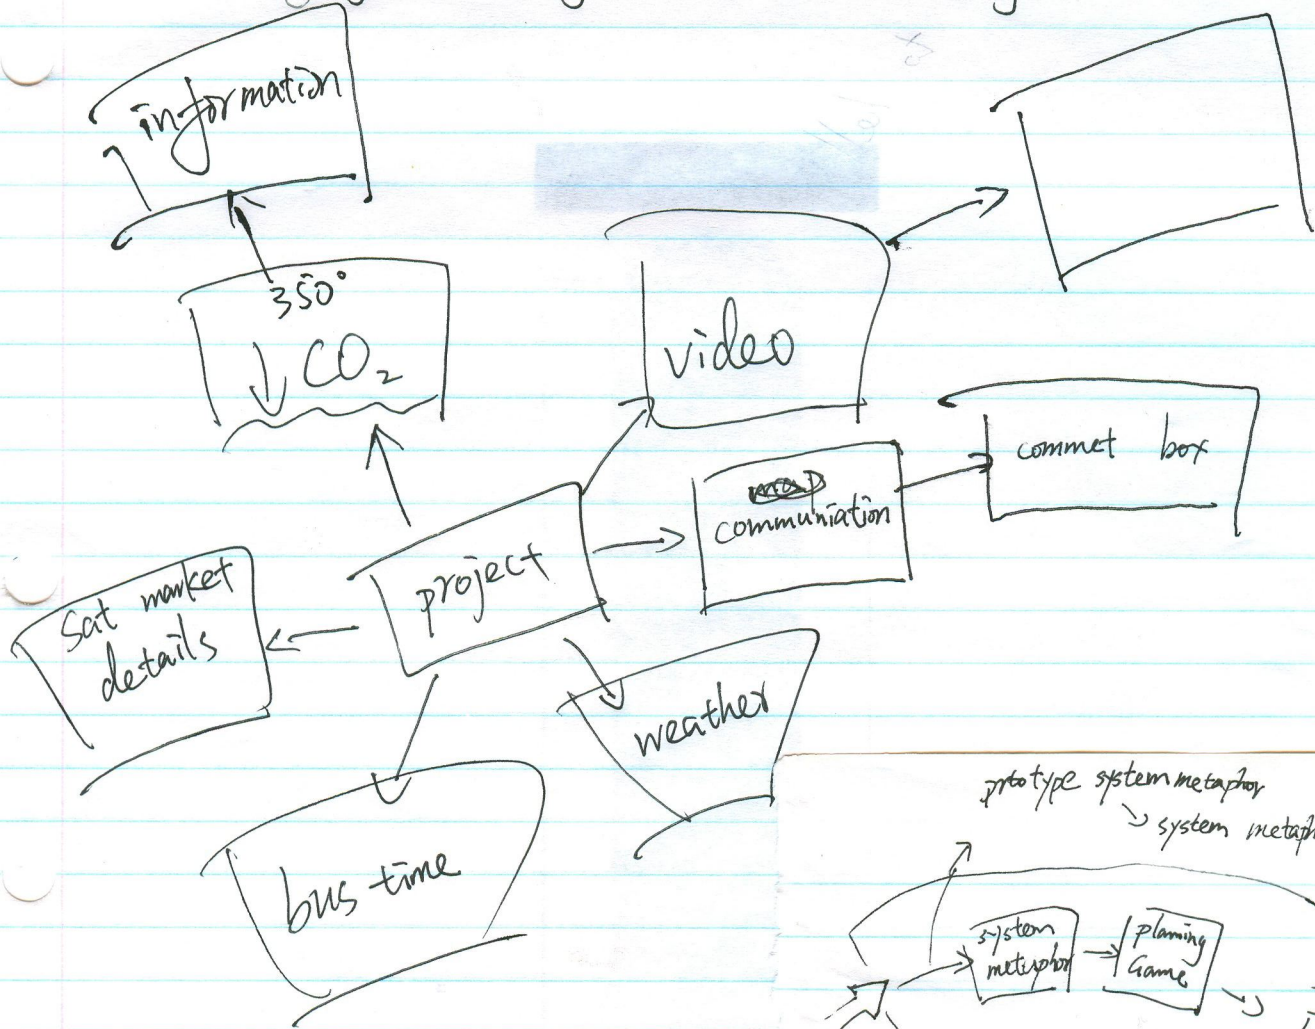 information
350°
↓ CO₂
video
commet box
communiation
project
Sat market
details
weather
bus time
prtotype system metaphor
system metaph
system
metaphor
planing
Game